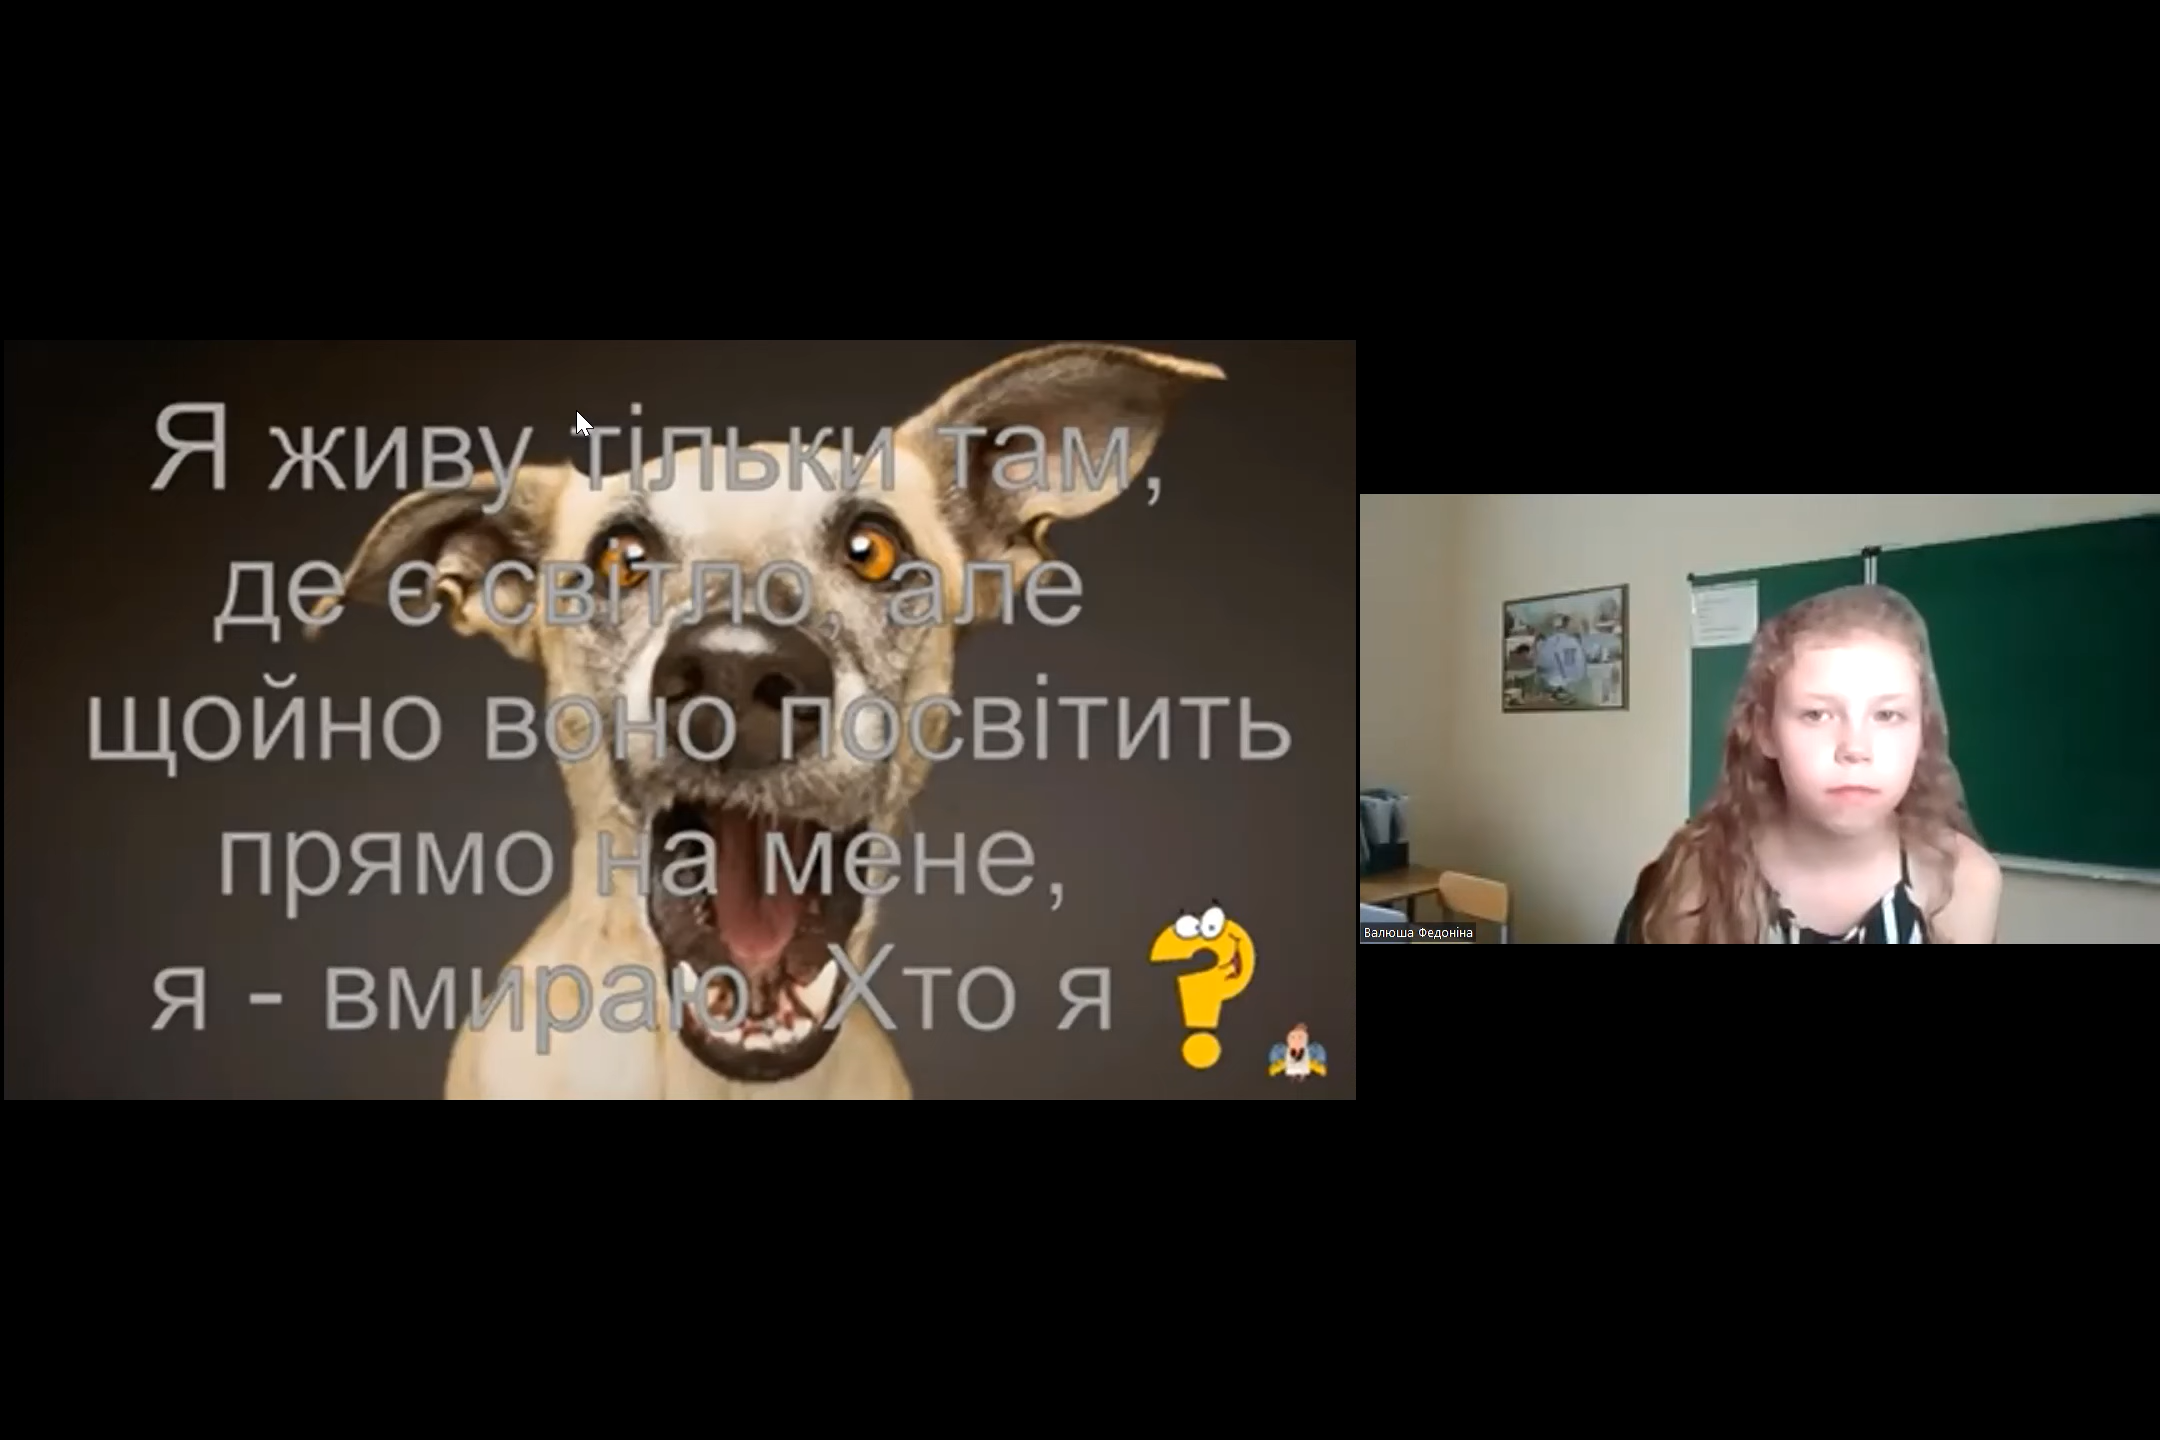 Я живу тільки там,
де є світло, але
щойно воно посвітить
прямо на мене,
я - вмираю. Хто я ?
Валюша Федоніна